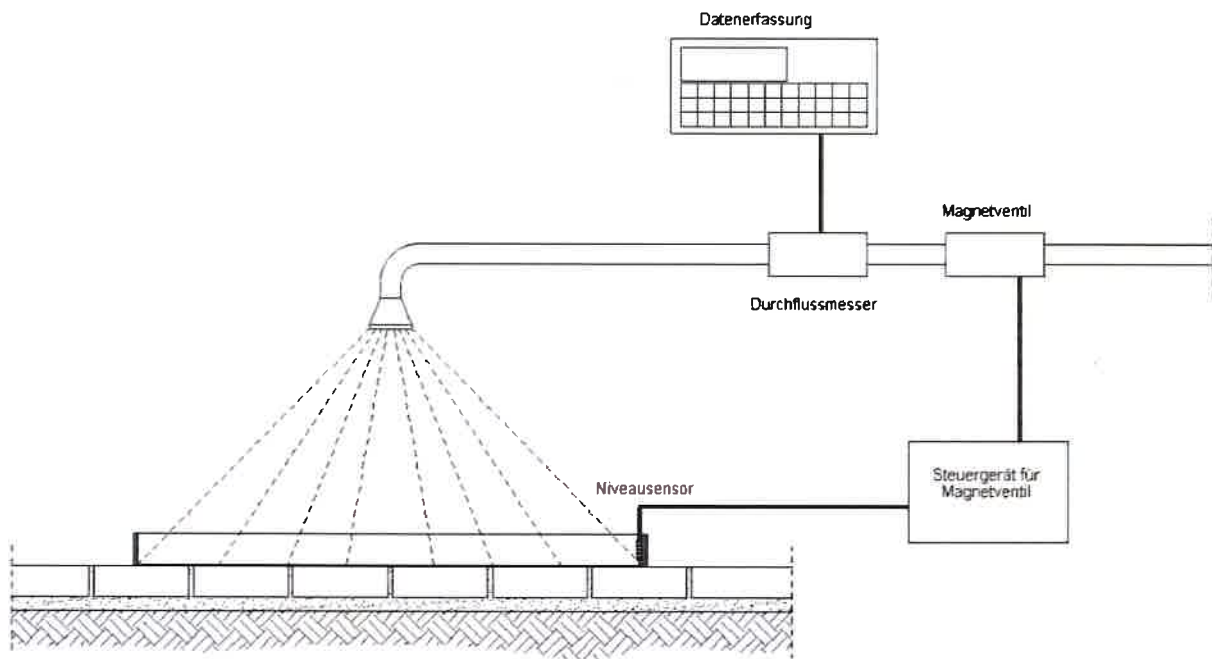 Datenerfassung
Magnetventil
Durchflussmesser
Niveausensor
Steuergerät für
Magnetventil